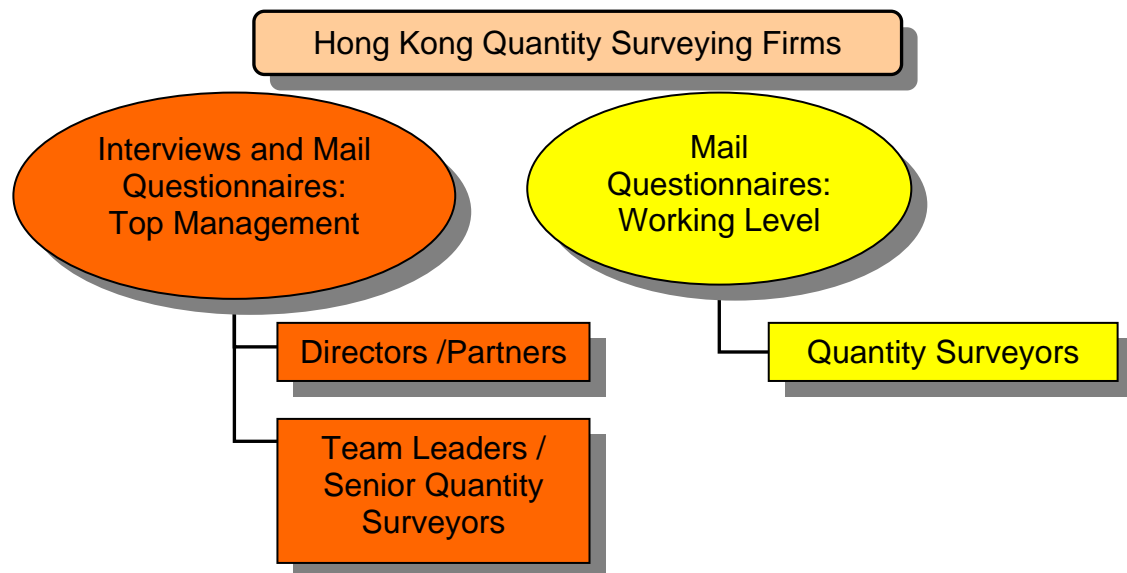 Hong Kong Quantity Surveying Firms
Interviews and Mail
Questionnaires:
Top Management
Mail
Questionnaires:
Working Level
Directors /Partners
Quantity Surveyors
Team Leaders /
Senior Quantity
Surveyors